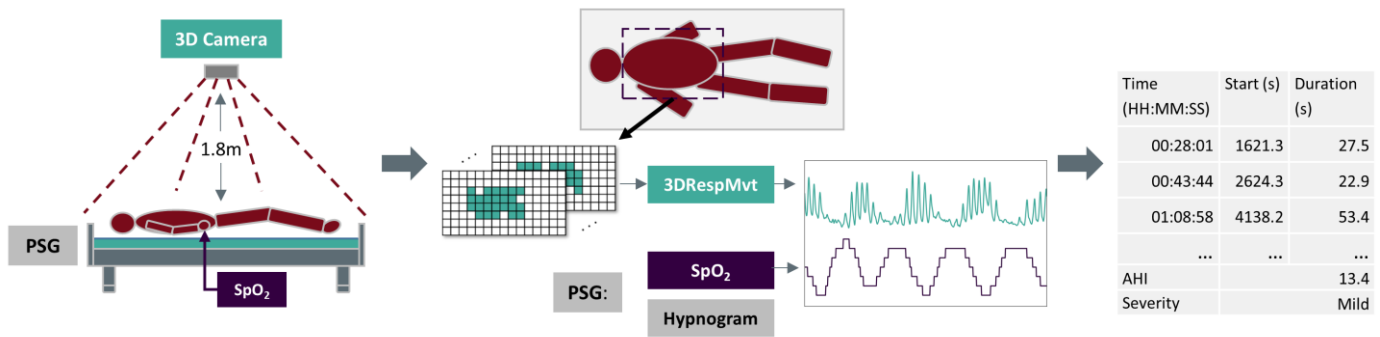 3D Camera
1.8m
PSG
SpO₂
. . .
. . .
3DRespMvt
PSG:
SpO₂
Hypnogram
Time (HH:MM:SS) Start (s) Duration (s)
00:28:01 1621.3 27.5
00:43:44 2624.3 22.9
01:08:58 4138.2 53.4
... ... ...
AHI 13.4
Severity Mild